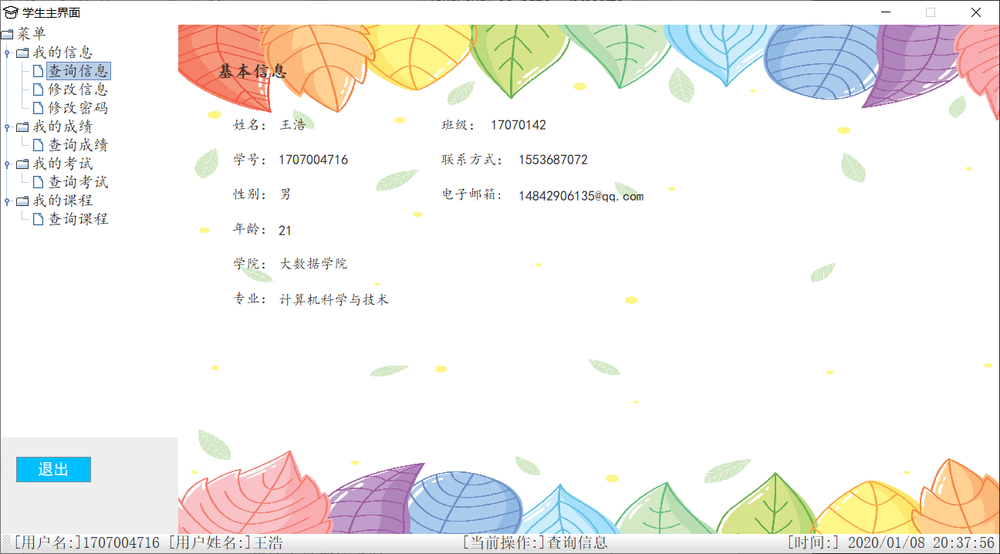 学生主界面
菜单
我的信息
查询信息
修改信息
修改密码
我的成绩
查询成绩
我的考试
查询考试
我的课程
查询课程
退出
基本信息
姓名： 王浩 班级： 17070142
学号： 1707004716 联系方式： 1553687072
性别： 男 电子邮箱： 14842906135@qq.com
年龄： 21
学院： 大数据学院
专业： 计算机科学与技术
[用户名:]1707004716 [用户姓名:]王浩 [当前操作:]查询信息 [时间:] 2020/01/08 20:37:56